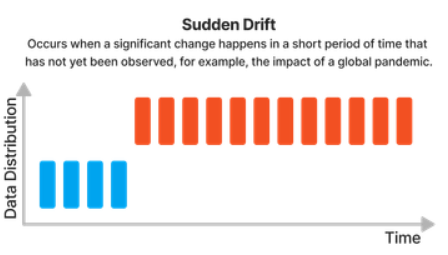 Sudden Drift
Occurs when a significant change happens in a short period of time that
has not yet been observed, for example, the impact of a global pandemic.
Data Distribution
Time